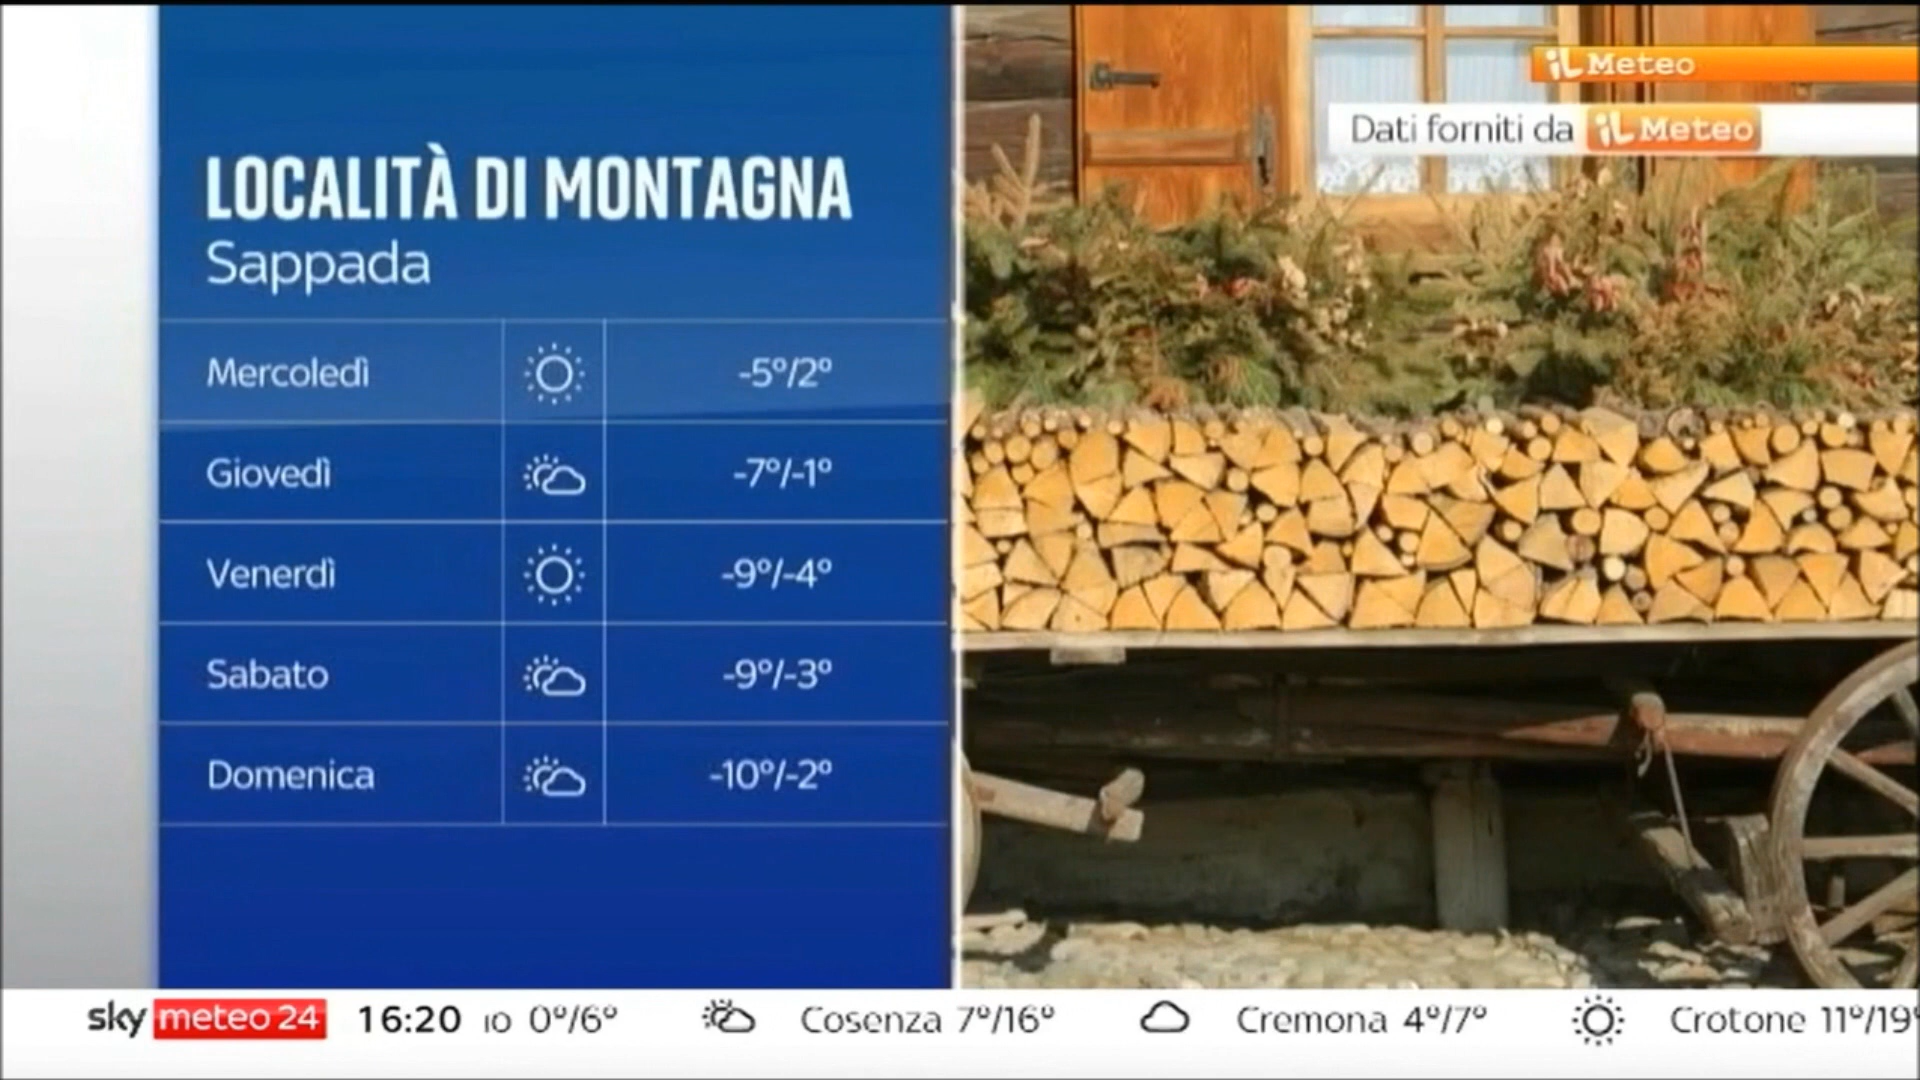 iL Meteo
Dati forniti da iL Meteo
LOCALITÀ DI MONTAGNA
Sappada
Mercoledì -5°/2°
Giovedì -7°/-1°
Venerdì -9°/-4°
Sabato -9°/-3°
Domenica -10°/-2°
sky meteo 24 16:20 io 0°/6° Cosenza 7°/16° Cremona 4°/7° Crotone 11°/19°